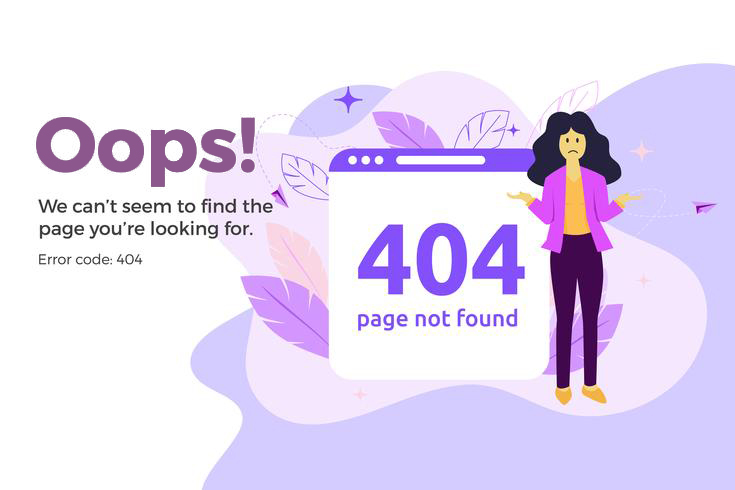 Oops!
We can’t seem to find the
page you’re looking for.
Error code: 404
404
page not found